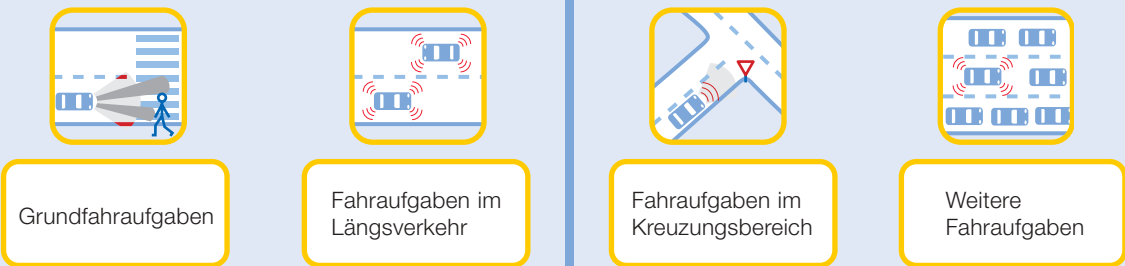 Grundfahraufgaben
Fahraufgaben im
Längsverkehr
Fahraufgaben im
Kreuzungsbereich
Weitere
Fahraufgaben